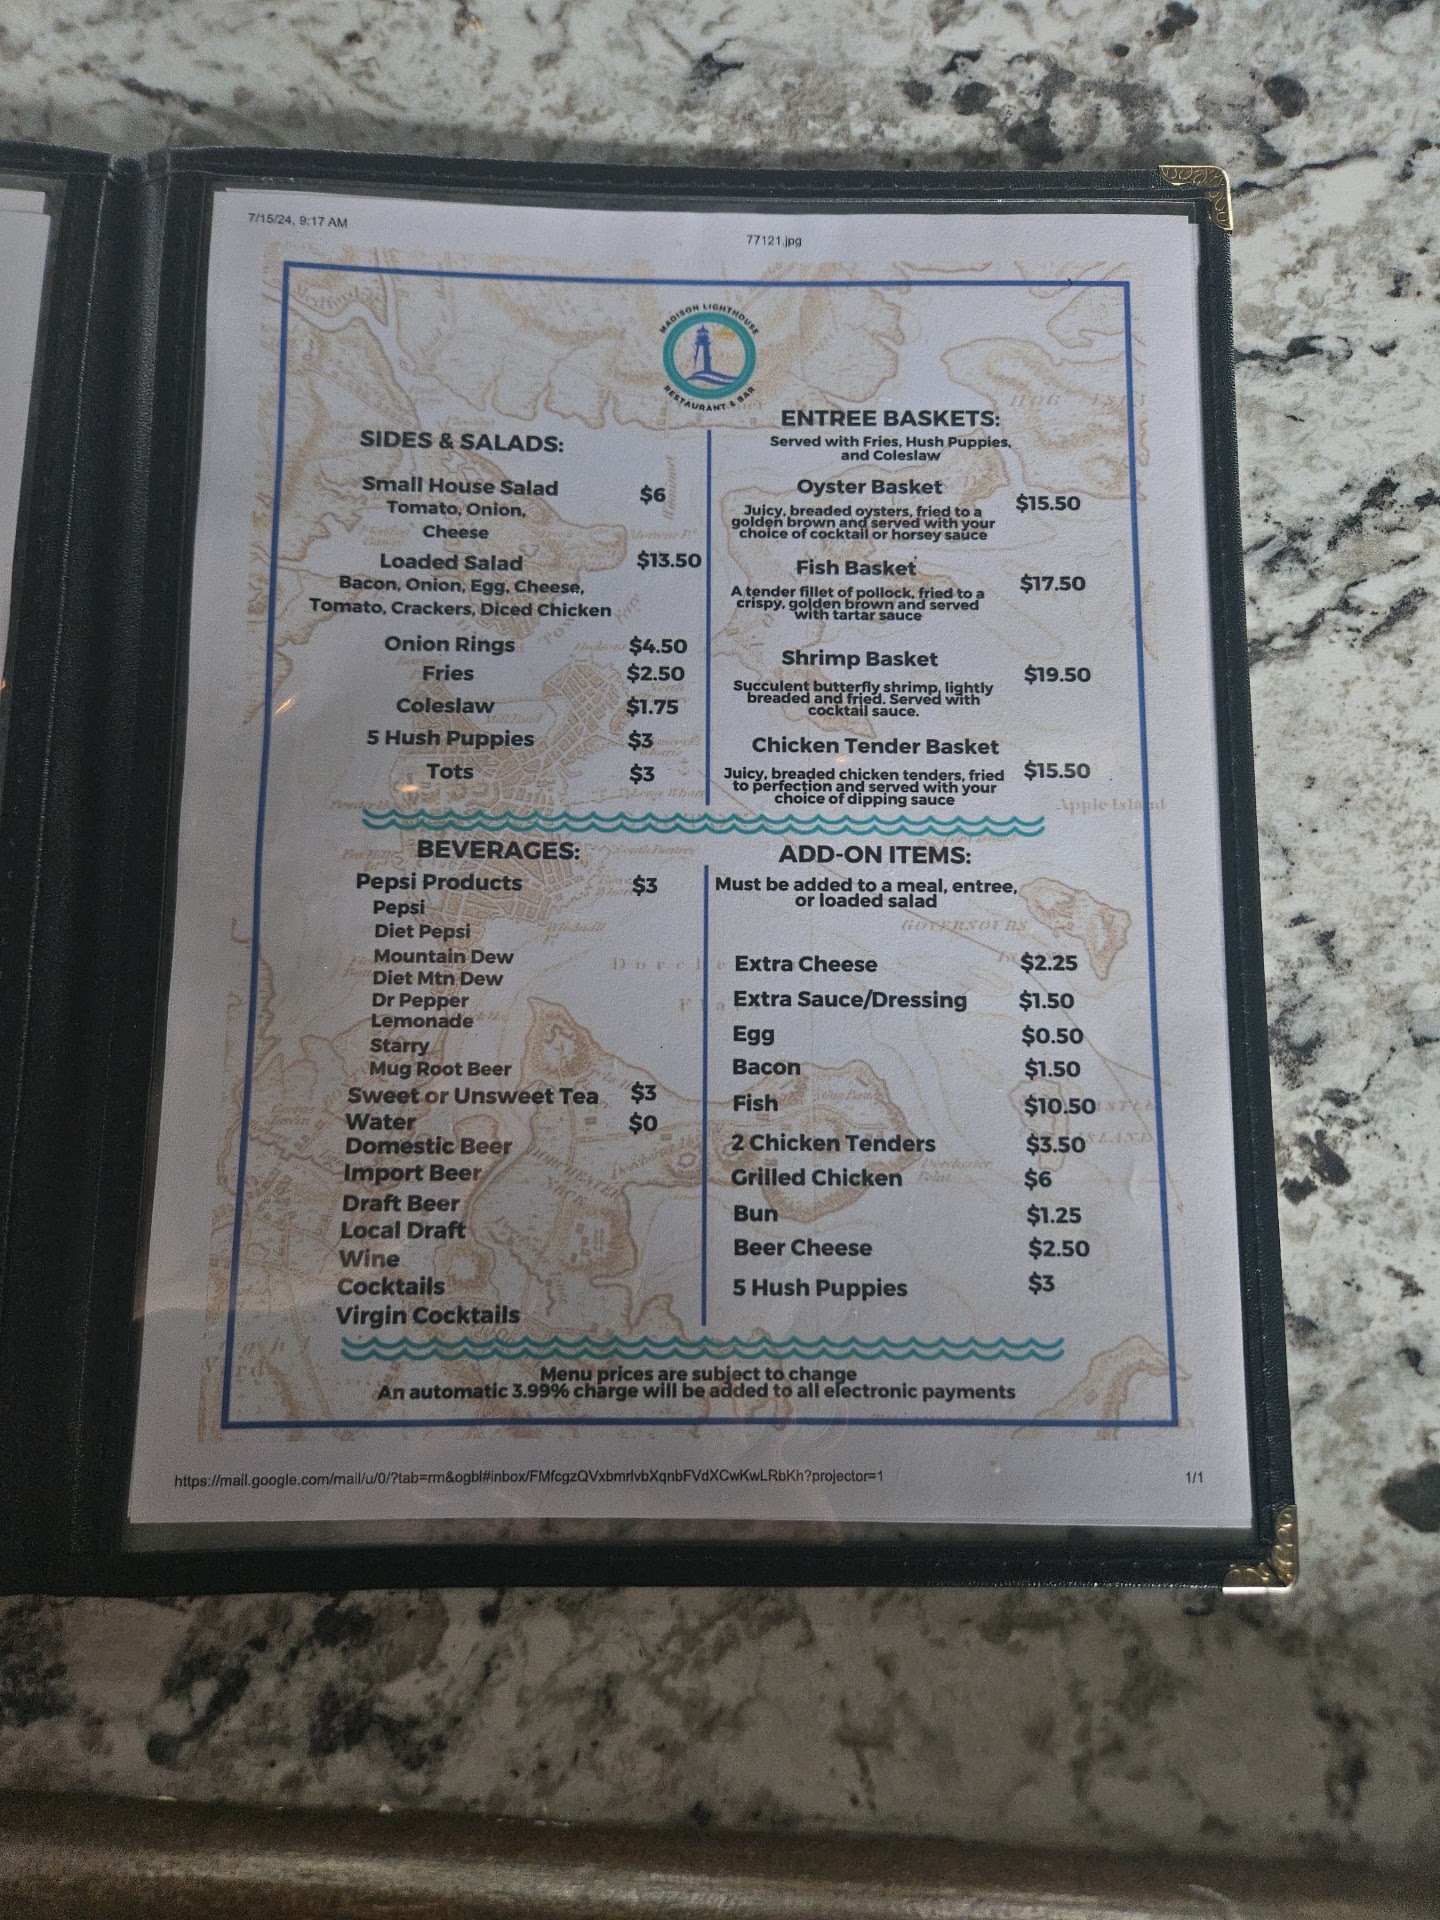 7/15/24, 9:17 AM
77121.jpg
MADISON LIGHTHOUSE
RESTAURANT & BAR
SIDES & SALADS:
Small House Salad $6
Tomato, Onion,
Cheese
Loaded Salad $13.50
Bacon, Onion, Egg, Cheese,
Tomato, Crackers, Diced Chicken
Onion Rings $4.50
Fries $2.50
Coleslaw $1.75
5 Hush Puppies $3
Tots $3
ENTREE BASKETS:
Served with Fries, Hush Puppies,
and Coleslaw
Oyster Basket $15.50
Juicy, breaded oysters, fried to a
golden brown and served with your
choice of cocktail or horsey sauce
Fish Basket $17.50
A tender fillet of pollock, fried to a
crispy, golden brown and served
with tartar sauce
Shrimp Basket $19.50
Succulent butterfly shrimp, lightly
breaded and fried. Served with
cocktail sauce.
Chicken Tender Basket $15.50
Juicy, breaded chicken tenders, fried
to perfection and served with your
choice of dipping sauce
BEVERAGES:
Pepsi Products $3
Pepsi
Diet Pepsi
Mountain Dew
Diet Mtn Dew
Dr Pepper
Lemonade
Starry
Mug Root Beer
Sweet or Unsweet Tea $3
Water $0
Domestic Beer
Import Beer
Draft Beer
Local Draft
Wine
Cocktails
Virgin Cocktails
ADD-ON ITEMS:
Must be added to a meal, entree,
or loaded salad
Extra Cheese $2.25
Extra Sauce/Dressing $1.50
Egg $0.50
Bacon $1.50
Fish $10.50
2 Chicken Tenders $3.50
Grilled Chicken $6
Bun $1.25
Beer Cheese $2.50
5 Hush Puppies $3
Menu prices are subject to change
An automatic 3.99% charge will be added to all electronic payments
Apple Island
GOVERNOURS
https://mail.google.com/mail/u/0/?tab=rm&ogbl#inbox/FMfcgzQVxbmrlvbXqnbFVdXCwKwLRbKh?projector=1
1/1